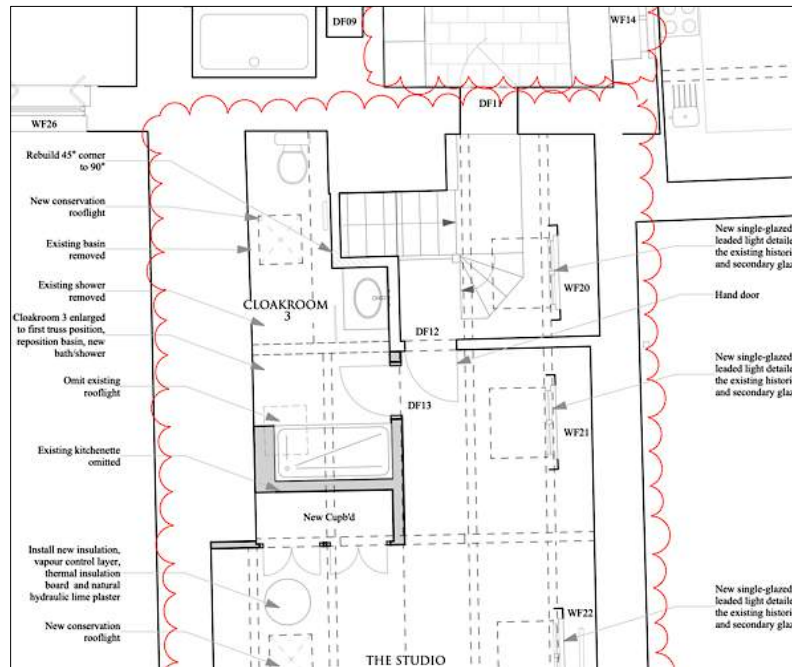 DF09
WF14
DF11
WF26
Rebuild 45° corner
to 90°
New conservation
rooflight
Existing basin
removed
Existing shower
removed
CLOAKROOM
3
Cloakroom 3 enlarged
to first truss position,
reposition basin, new
bath/shower
Omit existing
rooflight
Existing kitchenette
omitted
Install new insulation,
vapour control layer,
thermal insulation
board and natural
hydraulic lime plaster
New conservation
rooflight
DF12
DF13
New Cupb'd
THE STUDIO
New single-glazed
leaded light detaile
the existing histori
and secondary glaz
WF20
Hand door
New single-glazed
leaded light detaile
the existing histori
and secondary glaz
WF21
New single-glazed
leaded light detaile
the existing histori
and secondary glaz
WF22